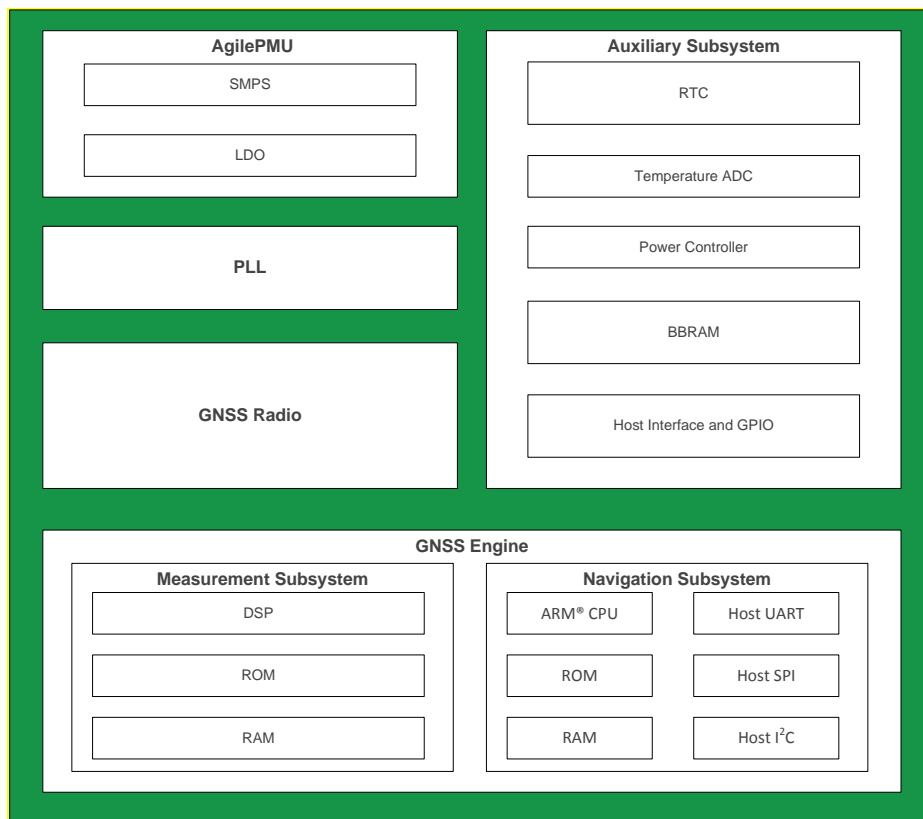 AgilePMU
SMPS
LDO
PLL
GNSS Radio
Auxiliary Subsystem
RTC
Temperature ADC
Power Controller
BBRAM
Host Interface and GPIO
GNSS Engine
Measurement Subsystem
DSP
ROM
RAM
Navigation Subsystem
ARM® CPU
Host UART
ROM
Host SPI
RAM
Host I²C